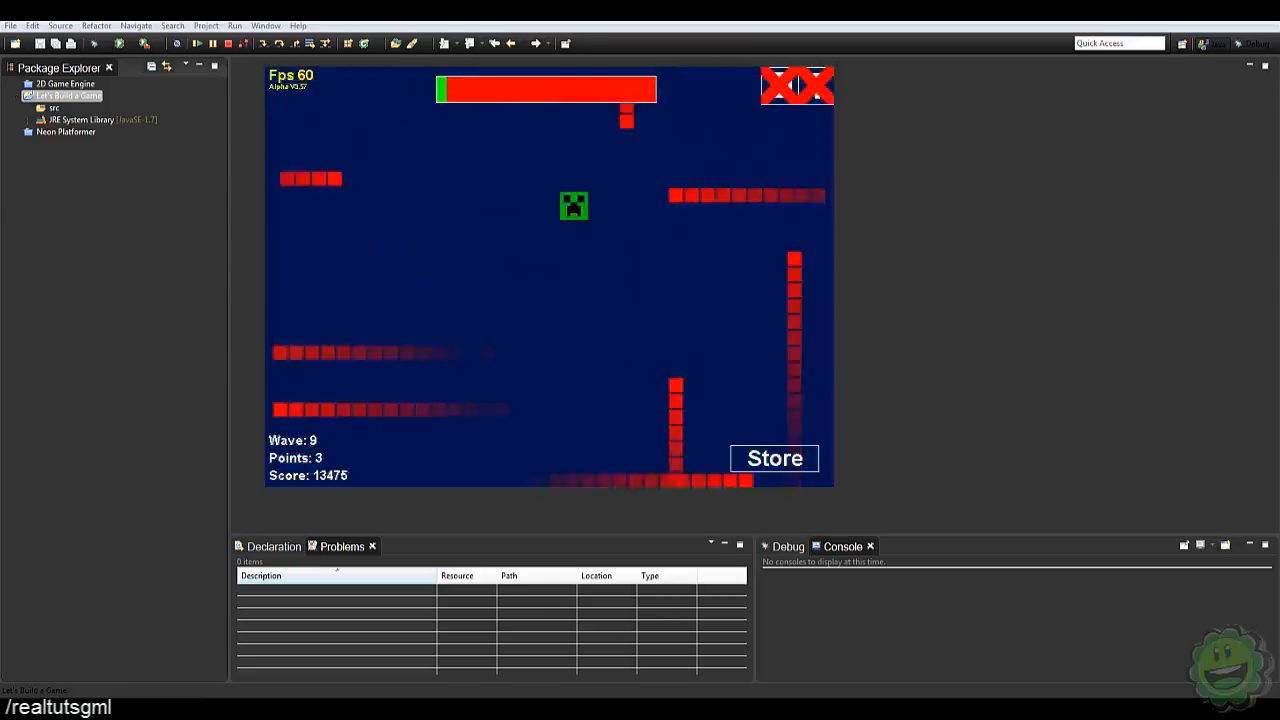 File Edit Source Refactor Navigate Search Project Run Window Help
Quick Access
Debug
Package Explorer
2D Game Engine
Let's Build a Game
src
JRE System Library [JavaSE-1.7]
Neon Platformer
Fps 60
Alpha V3.57
Wave: 9
Points: 3
Score: 13475
Store
Declaration Problems
0 items
Description Resource Path Location Type
Debug Console
No consoles to display at this time.
Let's Build a Game
/realtutsgml